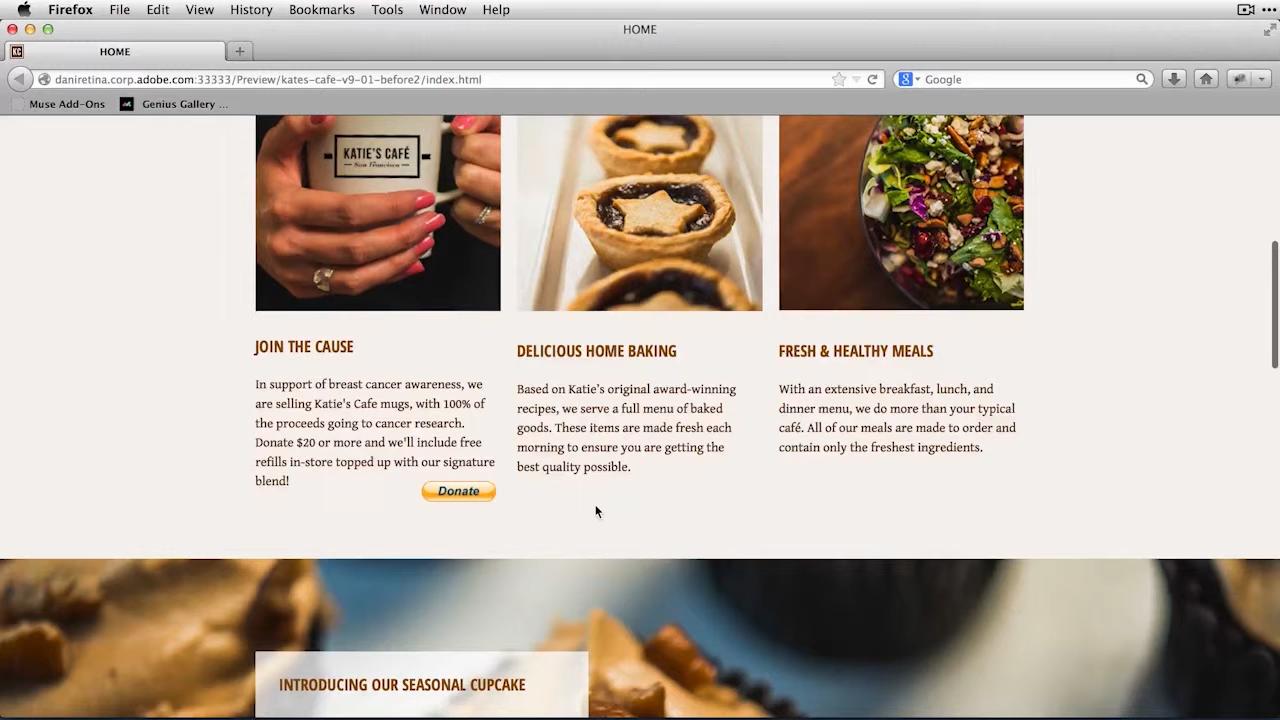 Firefox File Edit View History Bookmarks Tools Window Help
HOME
HOME
daniretina.corp.adobe.com:33333/Preview/kates-cafe-v9-01-before2/index.html
Google
Muse Add-Ons
Genius Gallery ...
KATIE'S CAFÉ
San Francisco
JOIN THE CAUSE
In support of breast cancer awareness, we
are selling Katie's Cafe mugs, with 100% of
the proceeds going to cancer research.
Donate $20 or more and we'll include free
refills in-store topped up with our signature
blend!
Donate
DELICIOUS HOME BAKING
Based on Katie's original award-winning
recipes, we serve a full menu of baked
goods. These items are made fresh each
morning to ensure you are getting the
best quality possible.
FRESH & HEALTHY MEALS
With an extensive breakfast, lunch, and
dinner menu, we do more than your typical
café. All of our meals are made to order and
contain only the freshest ingredients.
INTRODUCING OUR SEASONAL CUPCAKE